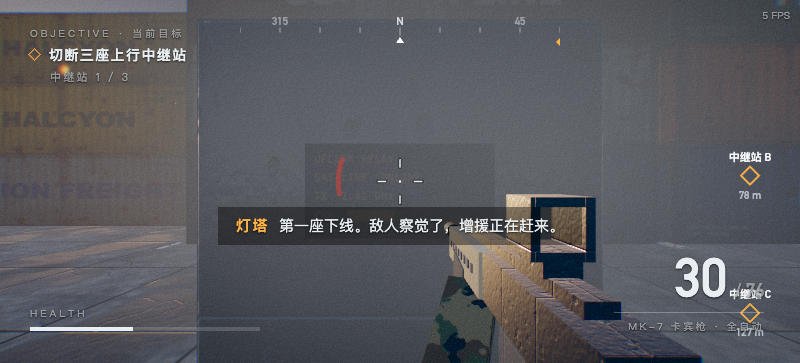 315 N 45
5 FPS
OBJECTIVE · 当前目标
切断三座上行中继站
中继站 1 / 3
HALCYON
ION FREIGHT
中继站 B
78 m
灯塔 第一座下线。敌人察觉了，增援正在赶来。
30 / 76
中继站 C
HEALTH
MK-7 卡宾枪 · 全自动
127 m